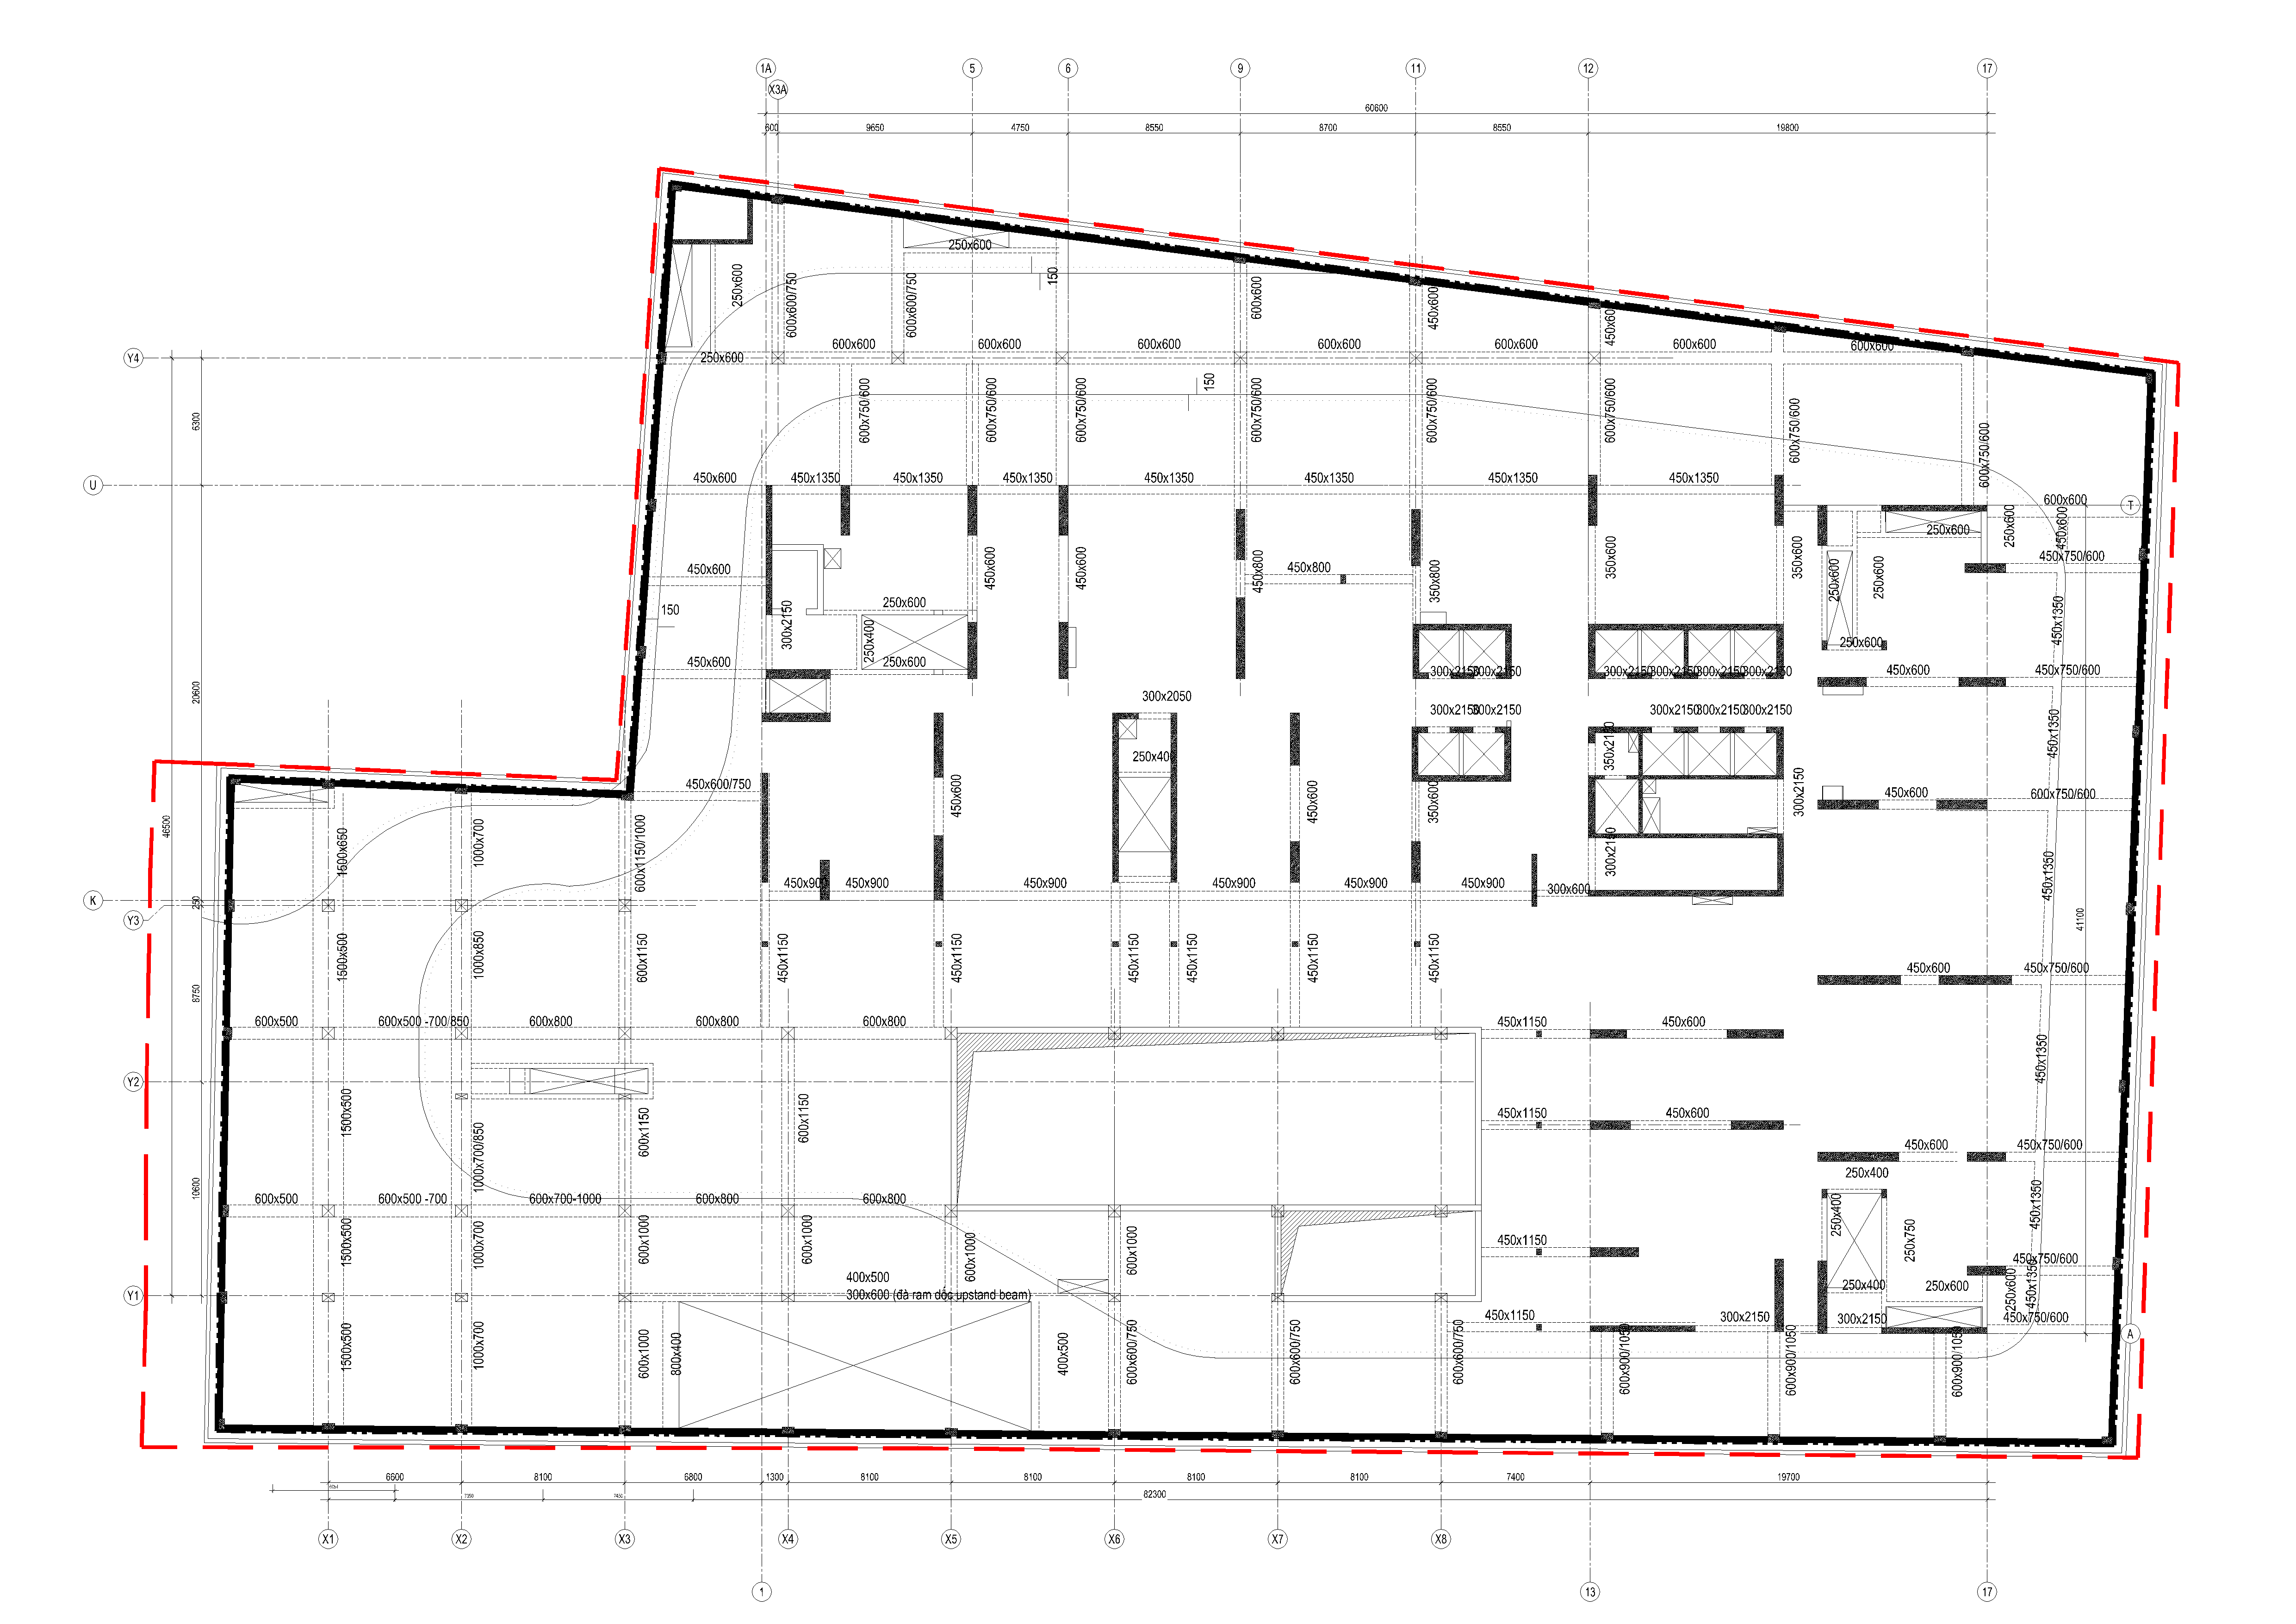 1A
5
6
9
11
12
17
X3A
60600
600
9650
4750
8550
8700
8550
19800
250x600
250x600
150
600x600/750
600x600/750
600x600
450x600
450x600
Y4
250x600
600x600
600x600
600x600
600x600
600x600
600x600
600x600
150
6300
600x750/600
600x750/600
600x750/600
600x750/600
600x750/600
600x750/600
600x750/600
600x750/600
U
450x600
450x1350
450x1350
450x1350
450x1350
450x1350
450x1350
450x1350
600x600
T
250x600
250x600
450x600
450x750/600
450x600
450x600
450x600
450x800
450x800
350x800
350x600
350x600
250x600
250x600
150
300x2150
250x600
250x400
250x600
450x600
450x1350
250x600
300x2150
300x2150
300x2150
300x2150
300x2150
300x2150
450x600
450x750/600
20600
300x2050
300x2150
300x2150
300x2150
300x2150
300x2150
250x400
350x2150
450x1350
450x600/750
450x600
450x600
350x600
300x2150
450x600
600x750/600
46500
1500x650
1000x700
600x1150/1000
300x2150
450x1350
450x900
450x900
450x900
450x900
450x900
450x900
300x600
K
250
Y3
41100
1500x500
1000x850
600x1150
450x1150
450x1150
450x1150
450x1150
450x1150
450x1150
450x600
450x750/600
8750
600x500
600x500 -700/850
600x800
600x800
600x800
450x1150
450x600
450x1350
Y2
1500x500
1000x700/850
600x1150
600x1150
450x1150
450x600
450x600
450x750/600
250x400
10600
600x500
600x500 -700
600x700-1000
600x800
600x800
450x1350
250x400
250x750
1500x500
1000x700
600x1000
600x1000
600x1000
600x1000
450x1150
450x750/600
400x500
300x600 (đà ram dốc upstand beam)
Y1
250x400
250x600
250x600
450x1350
450x1150
300x2150
300x2150
450x750/600
A
1500x500
1000x700
600x1000
800x400
400x500
600x600/750
600x600/750
600x600/750
600x900/1050
600x900/1050
600x900/1050
6600
8100
6800
1300
8100
8100
8100
8100
7400
19700
7350
7450
82300
X1
X2
X3
X4
X5
X6
X7
X8
1
13
17